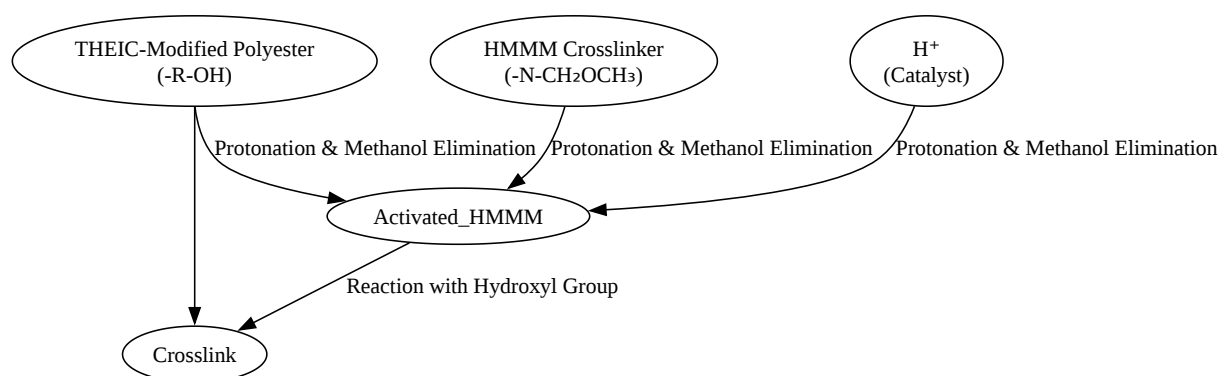 THEIC-Modified Polyester
(-R-OH)
HMMM Crosslinker
(-N-CH₂OCH₃)
H⁺
(Catalyst)
Protonation & Methanol Elimination
Protonation & Methanol Elimination
Protonation & Methanol Elimination
Activated_HMMM
Reaction with Hydroxyl Group
Crosslink